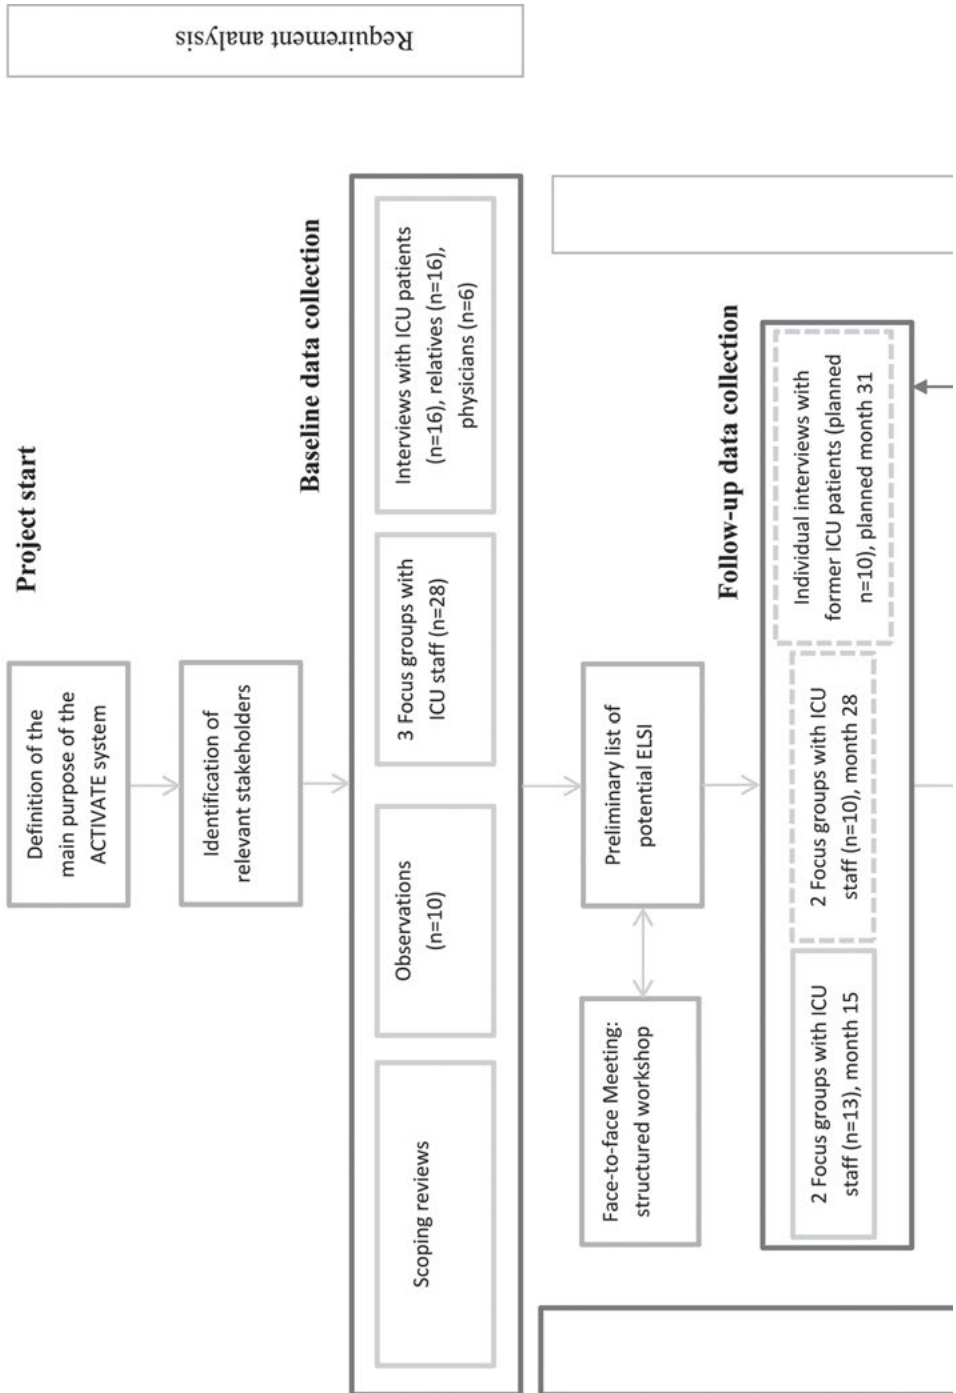 Project start
Definition of the
main purpose of the
ACTIVATE system
Identification of
relevant stakeholders
Requirement analysis
Baseline data collection
Scoping reviews
Observations
(n=10)
3 Focus groups with
ICU staff (n=28)
Interviews with ICU patients
(n=16), relatives (n=16),
physicians (n=6)
Face-to-face Meeting:
structured workshop
Preliminary list of
potential ELSI
Follow-up data collection
2 Focus groups with ICU
staff (n=13), month 15
2 Focus groups with ICU
staff (n=10), month 28
Individual interviews with
former ICU patients (planned
n=10), planned month 31